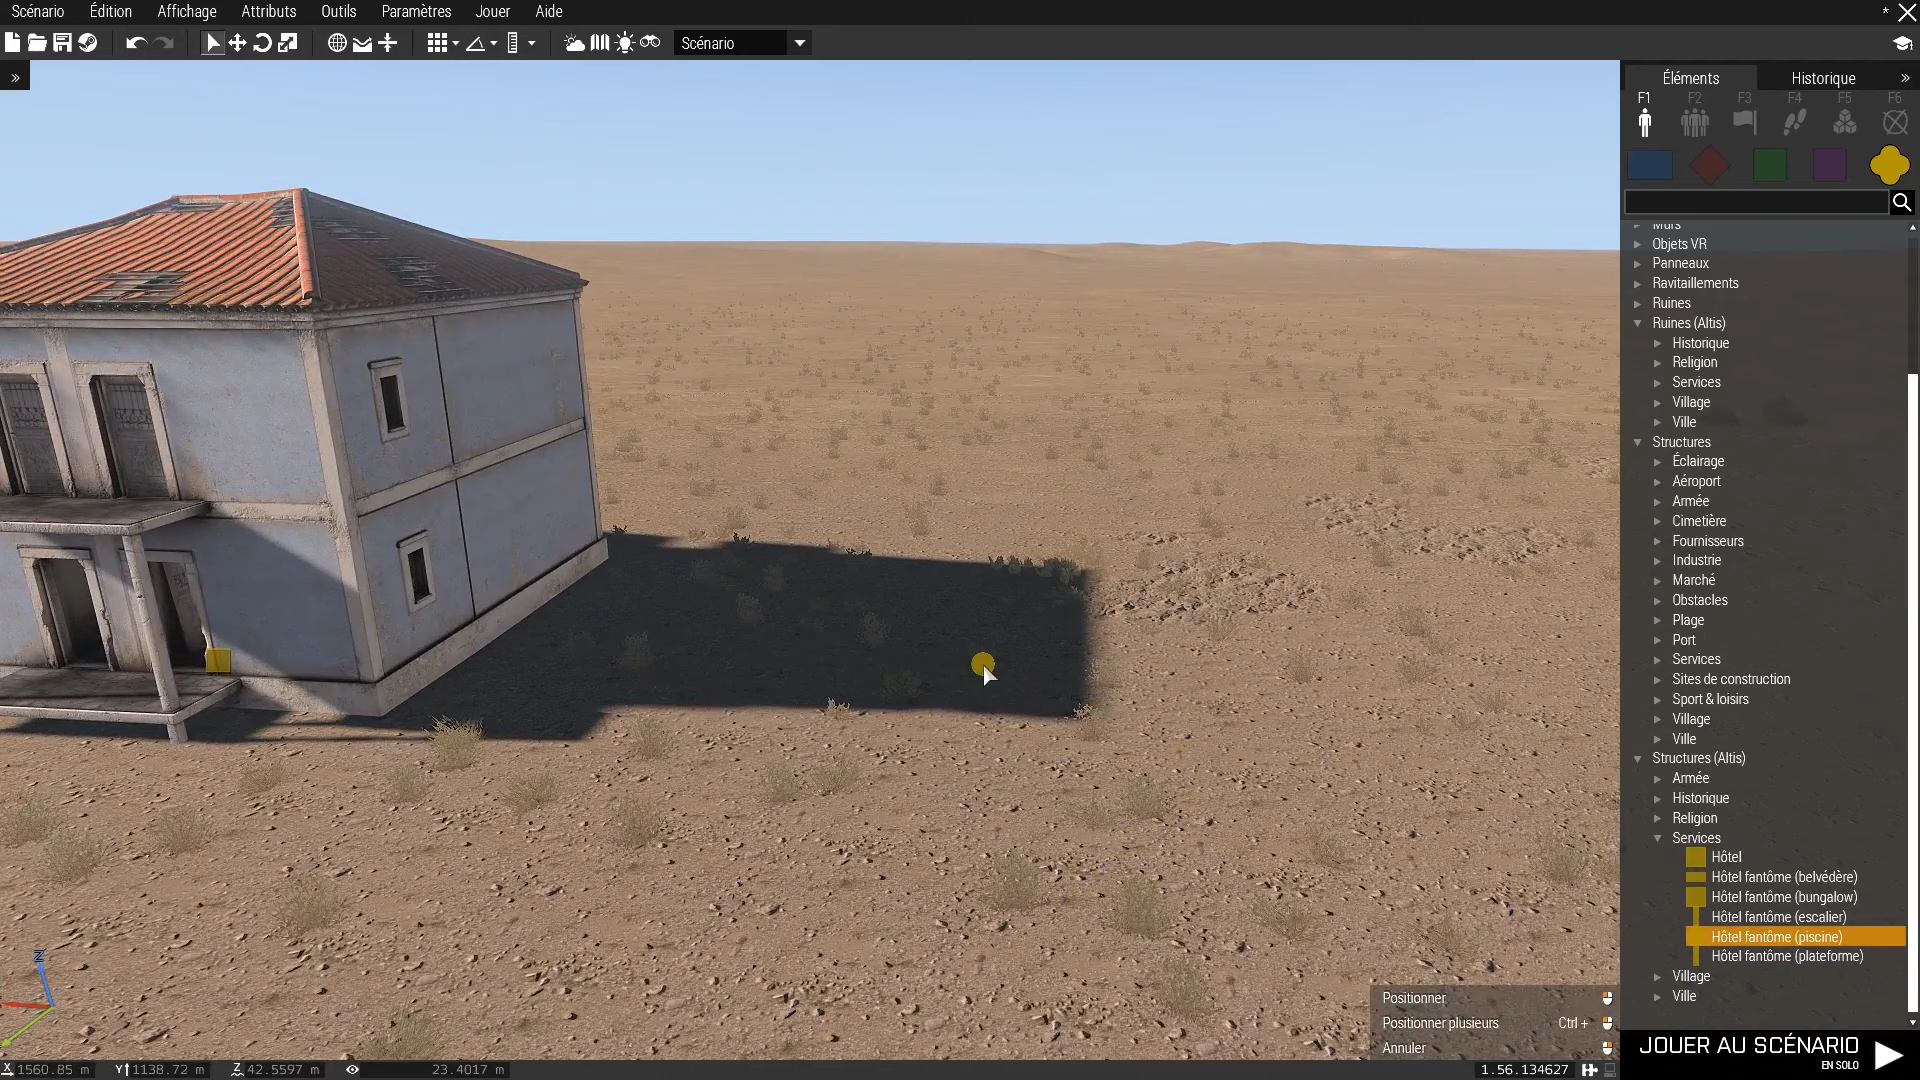 Scénario Édition Affichage Attributs Outils Paramètres Jouer Aide
*
Scénario
»
Éléments Historique »
F1 F2 F3 F4 F5 F6
Murs
Objets VR
Panneaux
Ravitaillements
Ruines
Ruines (Altis)
Historique
Religion
Services
Village
Ville
Structures
Éclairage
Aéroport
Armée
Cimetière
Fournisseurs
Industrie
Marché
Obstacles
Plage
Port
Services
Sites de construction
Sport & loisirs
Village
Ville
Structures (Altis)
Armée
Historique
Religion
Services
Hôtel
Hôtel fantôme (belvédère)
Hôtel fantôme (bungalow)
Hôtel fantôme (escalier)
Hôtel fantôme (piscine)
Hôtel fantôme (plateforme)
Village
Ville
Z
Positionner
Positionner plusieurs Ctrl +
Annuler
JOUER AU SCÉNARIO
EN SOLO
X 1560.85 m Y 1138.72 m Z 42.5597 m 23.4017 m 1.56.134627